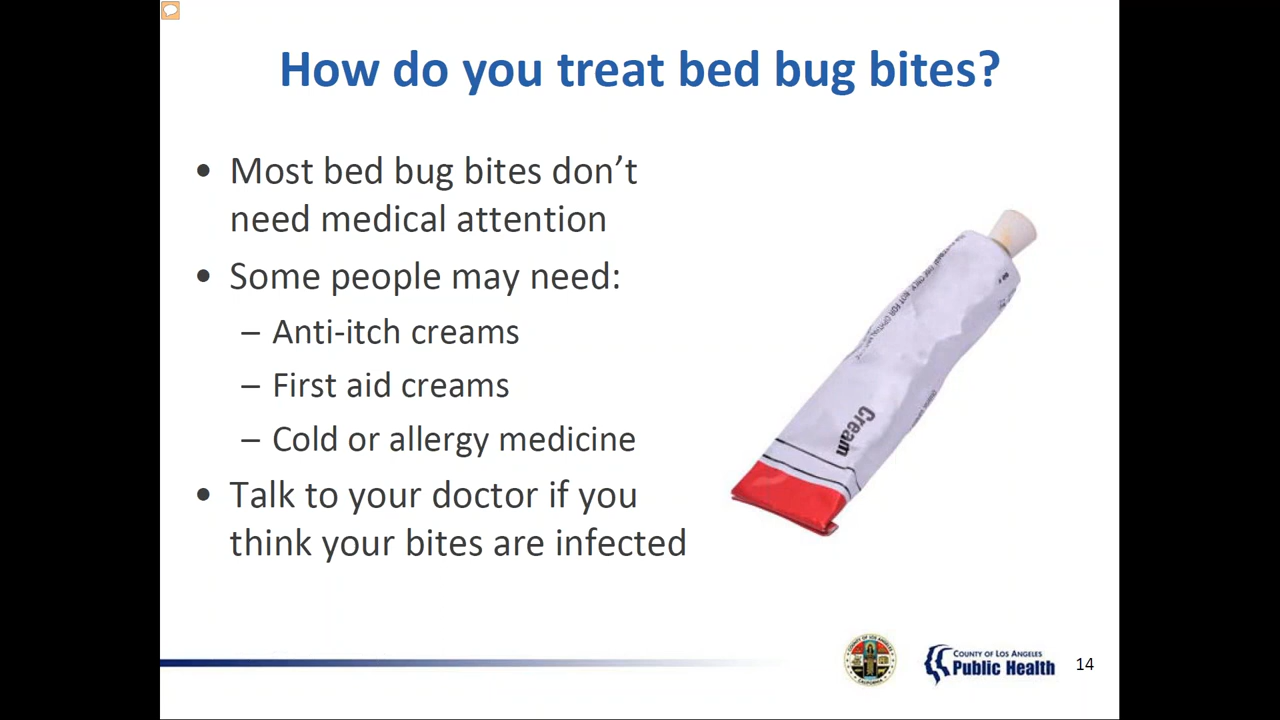 How do you treat bed bug bites?
• Most bed bug bites don’t
need medical attention
• Some people may need:
– Anti-itch creams
– First aid creams
– Cold or allergy medicine
• Talk to your doctor if you
think your bites are infected
Cream
COUNTY OF LOS ANGELES
Public Health
14